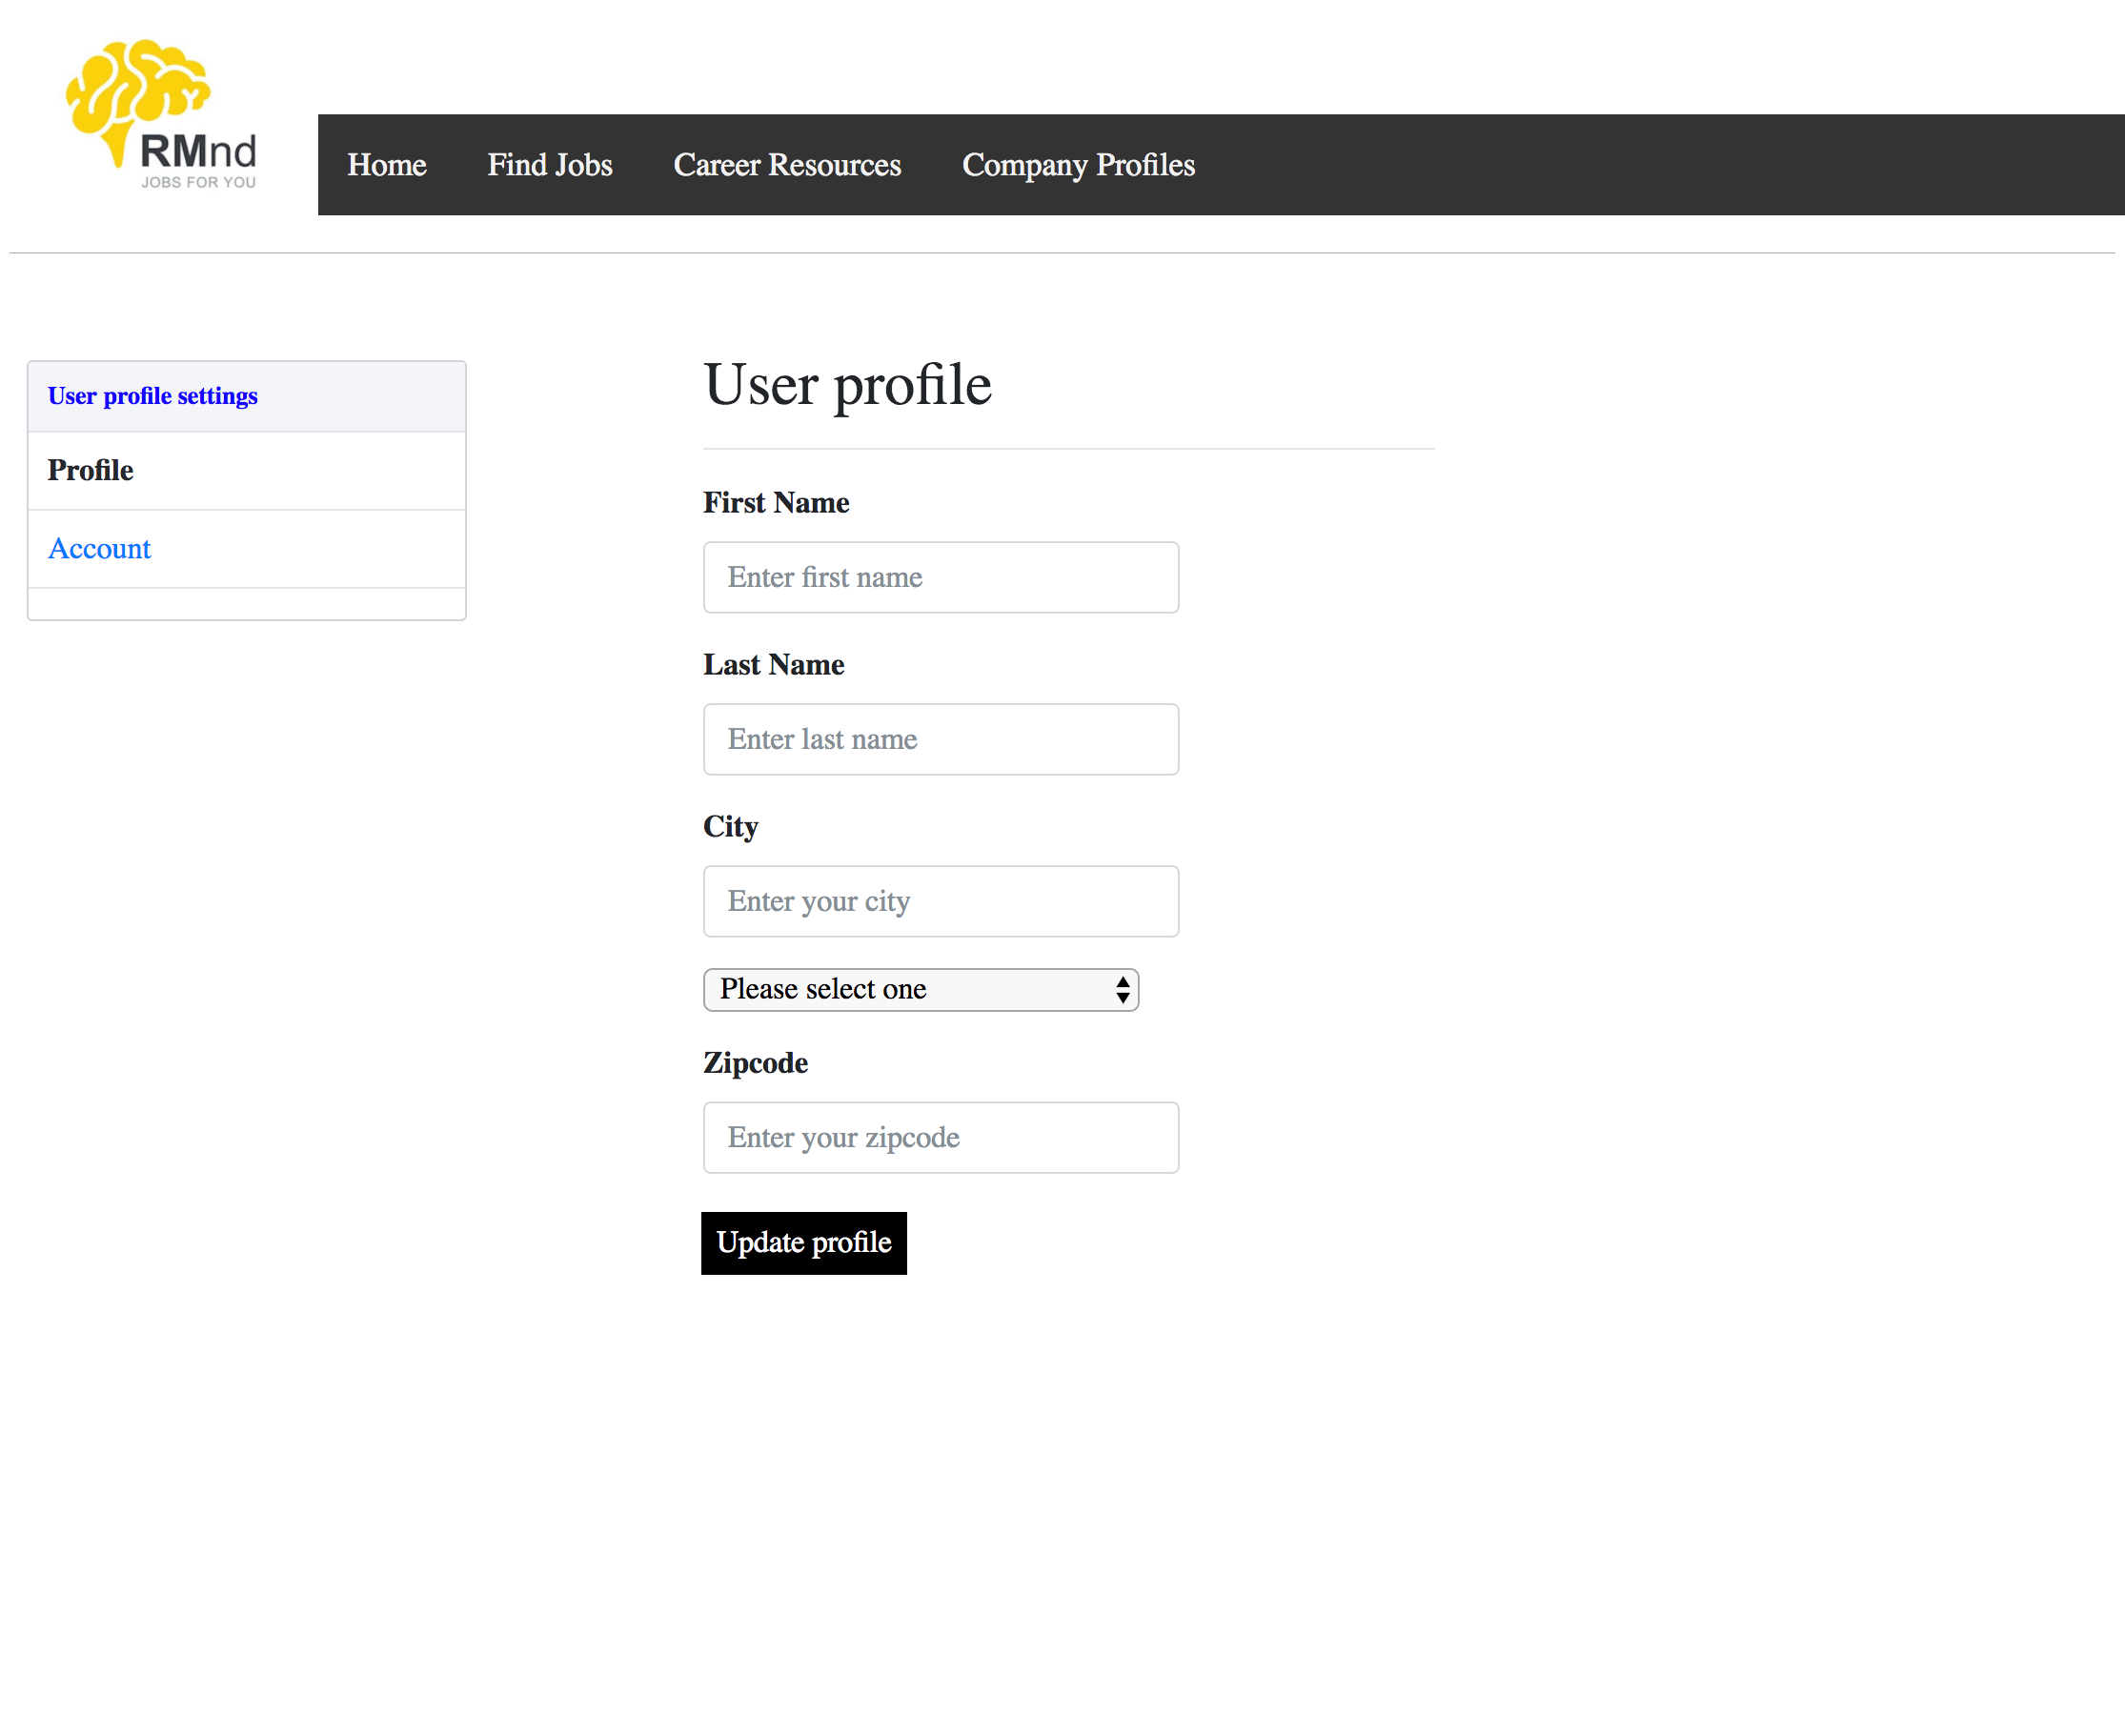 RMnd
JOBS FOR YOU
Home Find Jobs Career Resources Company Profiles
User profile settings
Profile
Account
User profile
First Name
Enter first name
Last Name
Enter last name
City
Enter your city
Please select one
Zipcode
Enter your zipcode
Update profile